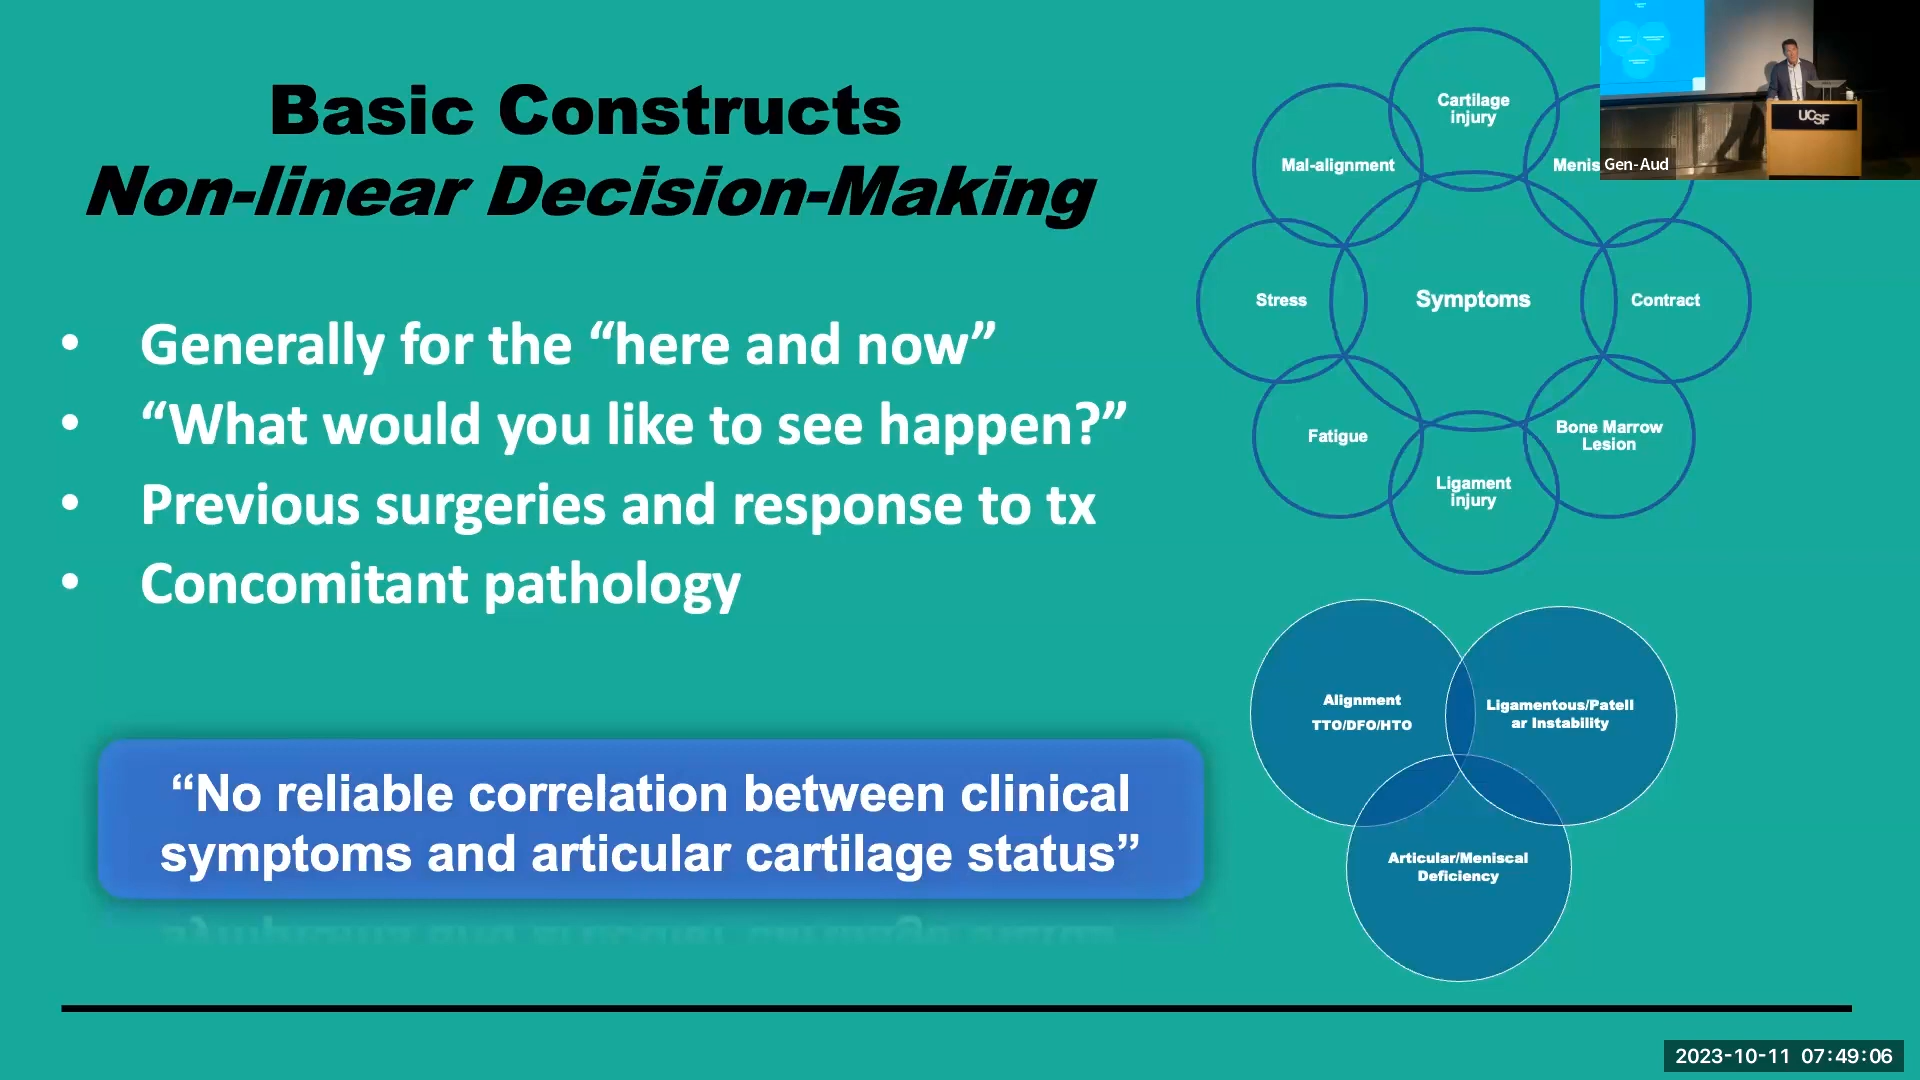 Basic Constructs
Non-linear Decision-Making
• Generally for the “here and now”
• “What would you like to see happen?”
• Previous surgeries and response to tx
• Concomitant pathology
“No reliable correlation between clinical
symptoms and articular cartilage status”
Cartilage
injury
Mal-alignment
Menis
Stress
Symptoms
Contract
Fatigue
Bone Marrow
Lesion
Ligament
injury
Alignment
TTO/DFO/HTO
Ligamentous/Patell
ar Instability
Articular/Meniscal
Deficiency
UCSF
Gen-Aud
2023-10-11 07:49:06